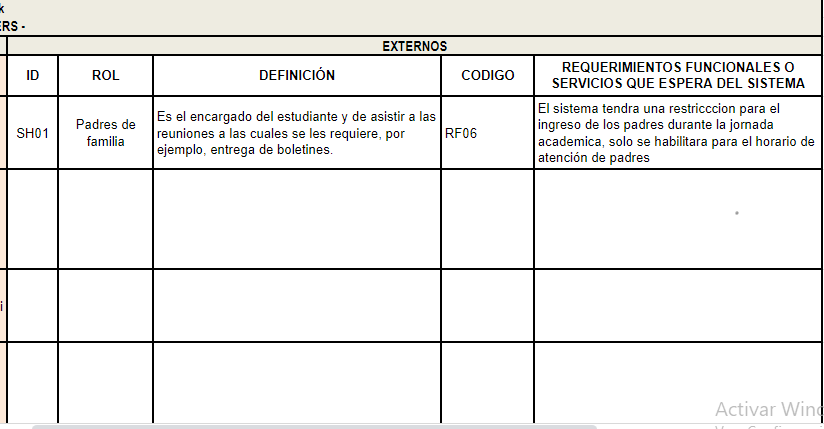 k
ERS -
EXTERNOS
ID
ROL
DEFINICIÓN
CODIGO
REQUERIMIENTOS FUNCIONALES O
SERVICIOS QUE ESPERA DEL SISTEMA
SH01
Padres de
familia
Es el encargado del estudiante y de asistir a las
reuniones a las cuales se les requiere, por
ejemplo, entrega de boletines.
RF06
El sistema tendra una restricccion para el
ingreso de los padres durante la jornada
academica, solo se habilitara para el horario de
atención de padres
i
Activar Wind